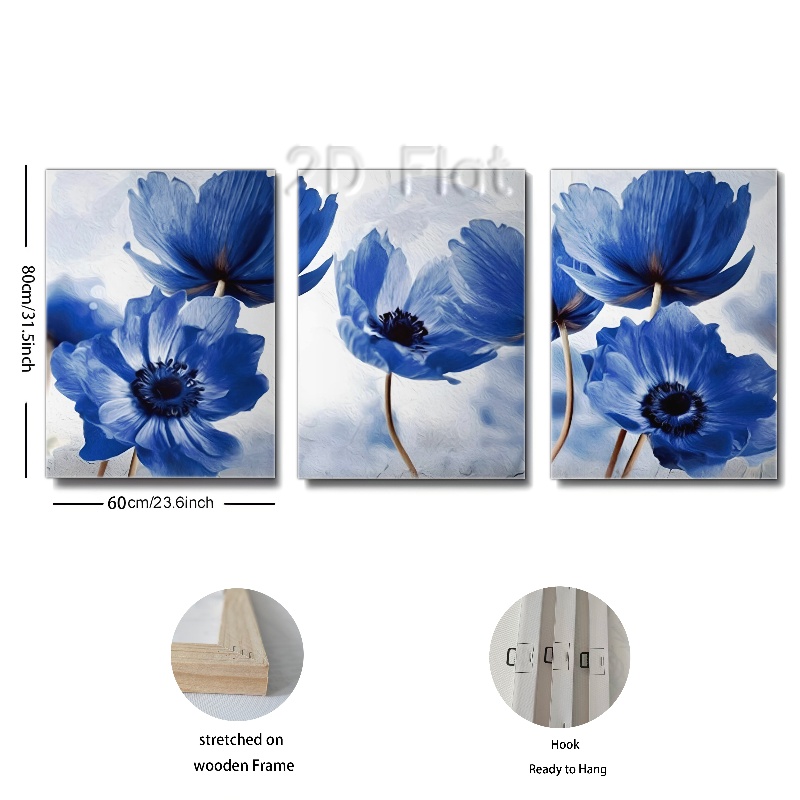 2D Flat
80cm/31.5inch
60cm/23.6inch
stretched on
wooden Frame
Hook
Ready to Hang